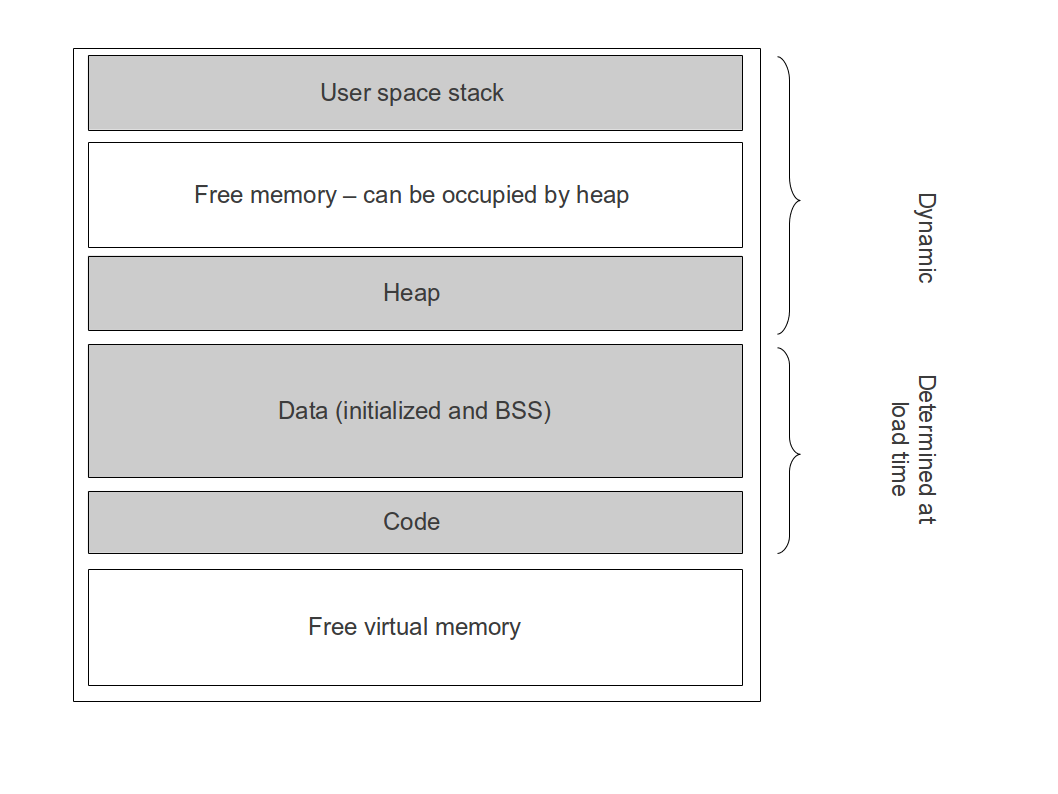 User space stack
Free memory – can be occupied by heap
Heap
Data (initialized and BSS)
Code
Free virtual memory
Dynamic
Determined at
load time